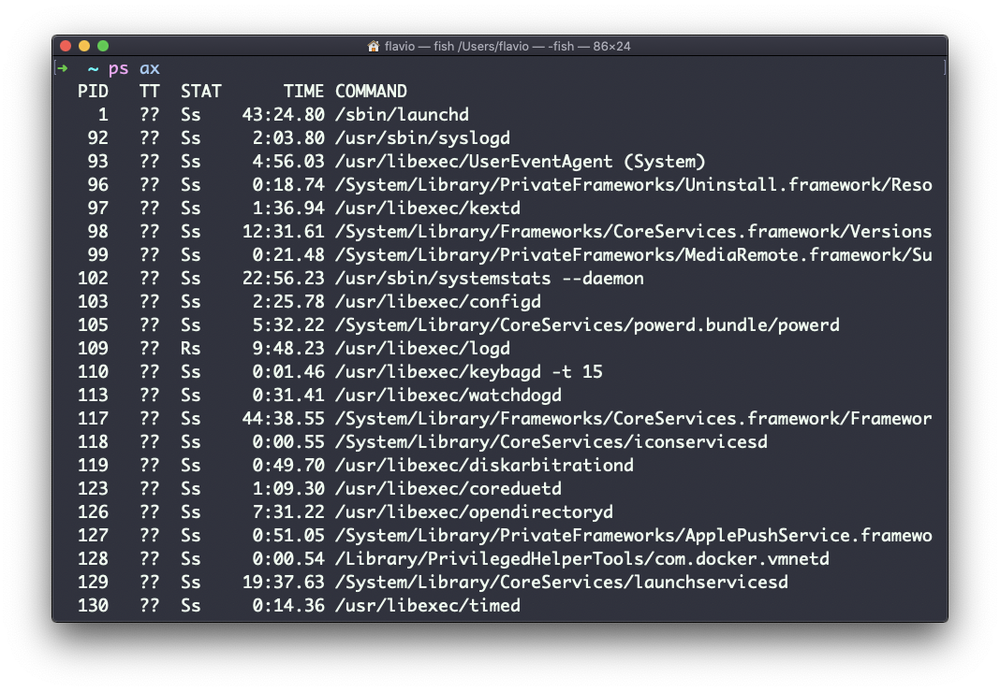 flavio — fish /Users/flavio — -fish — 86×24
➜ ~ ps ax
PID TT STAT TIME COMMAND
1 ?? Ss 43:24.80 /sbin/launchd
92 ?? Ss 2:03.80 /usr/sbin/syslogd
93 ?? Ss 4:56.03 /usr/libexec/UserEventAgent (System)
96 ?? Ss 0:18.74 /System/Library/PrivateFrameworks/Uninstall.framework/Reso
97 ?? Ss 1:36.94 /usr/libexec/kextd
98 ?? Ss 12:31.61 /System/Library/Frameworks/CoreServices.framework/Versions
99 ?? Ss 0:21.48 /System/Library/PrivateFrameworks/MediaRemote.framework/Su
102 ?? Ss 22:56.23 /usr/sbin/systemstats --daemon
103 ?? Ss 2:25.78 /usr/libexec/configd
105 ?? Ss 5:32.22 /System/Library/CoreServices/powerd.bundle/powerd
109 ?? Rs 9:48.23 /usr/libexec/logd
110 ?? Ss 0:01.46 /usr/libexec/keybagd -t 15
113 ?? Ss 0:31.41 /usr/libexec/watchdogd
117 ?? Ss 44:38.55 /System/Library/Frameworks/CoreServices.framework/Framewor
118 ?? Ss 0:00.55 /System/Library/CoreServices/iconservicesd
119 ?? Ss 0:49.70 /usr/libexec/diskarbitrationd
123 ?? Ss 1:09.30 /usr/libexec/coreduetd
126 ?? Ss 7:31.22 /usr/libexec/opendirectoryd
127 ?? Ss 0:51.05 /System/Library/PrivateFrameworks/ApplePushService.framewo
128 ?? Ss 0:00.54 /Library/PrivilegedHelperTools/com.docker.vmnetd
129 ?? Ss 19:37.63 /System/Library/CoreServices/launchservicesd
130 ?? Ss 0:14.36 /usr/libexec/timed